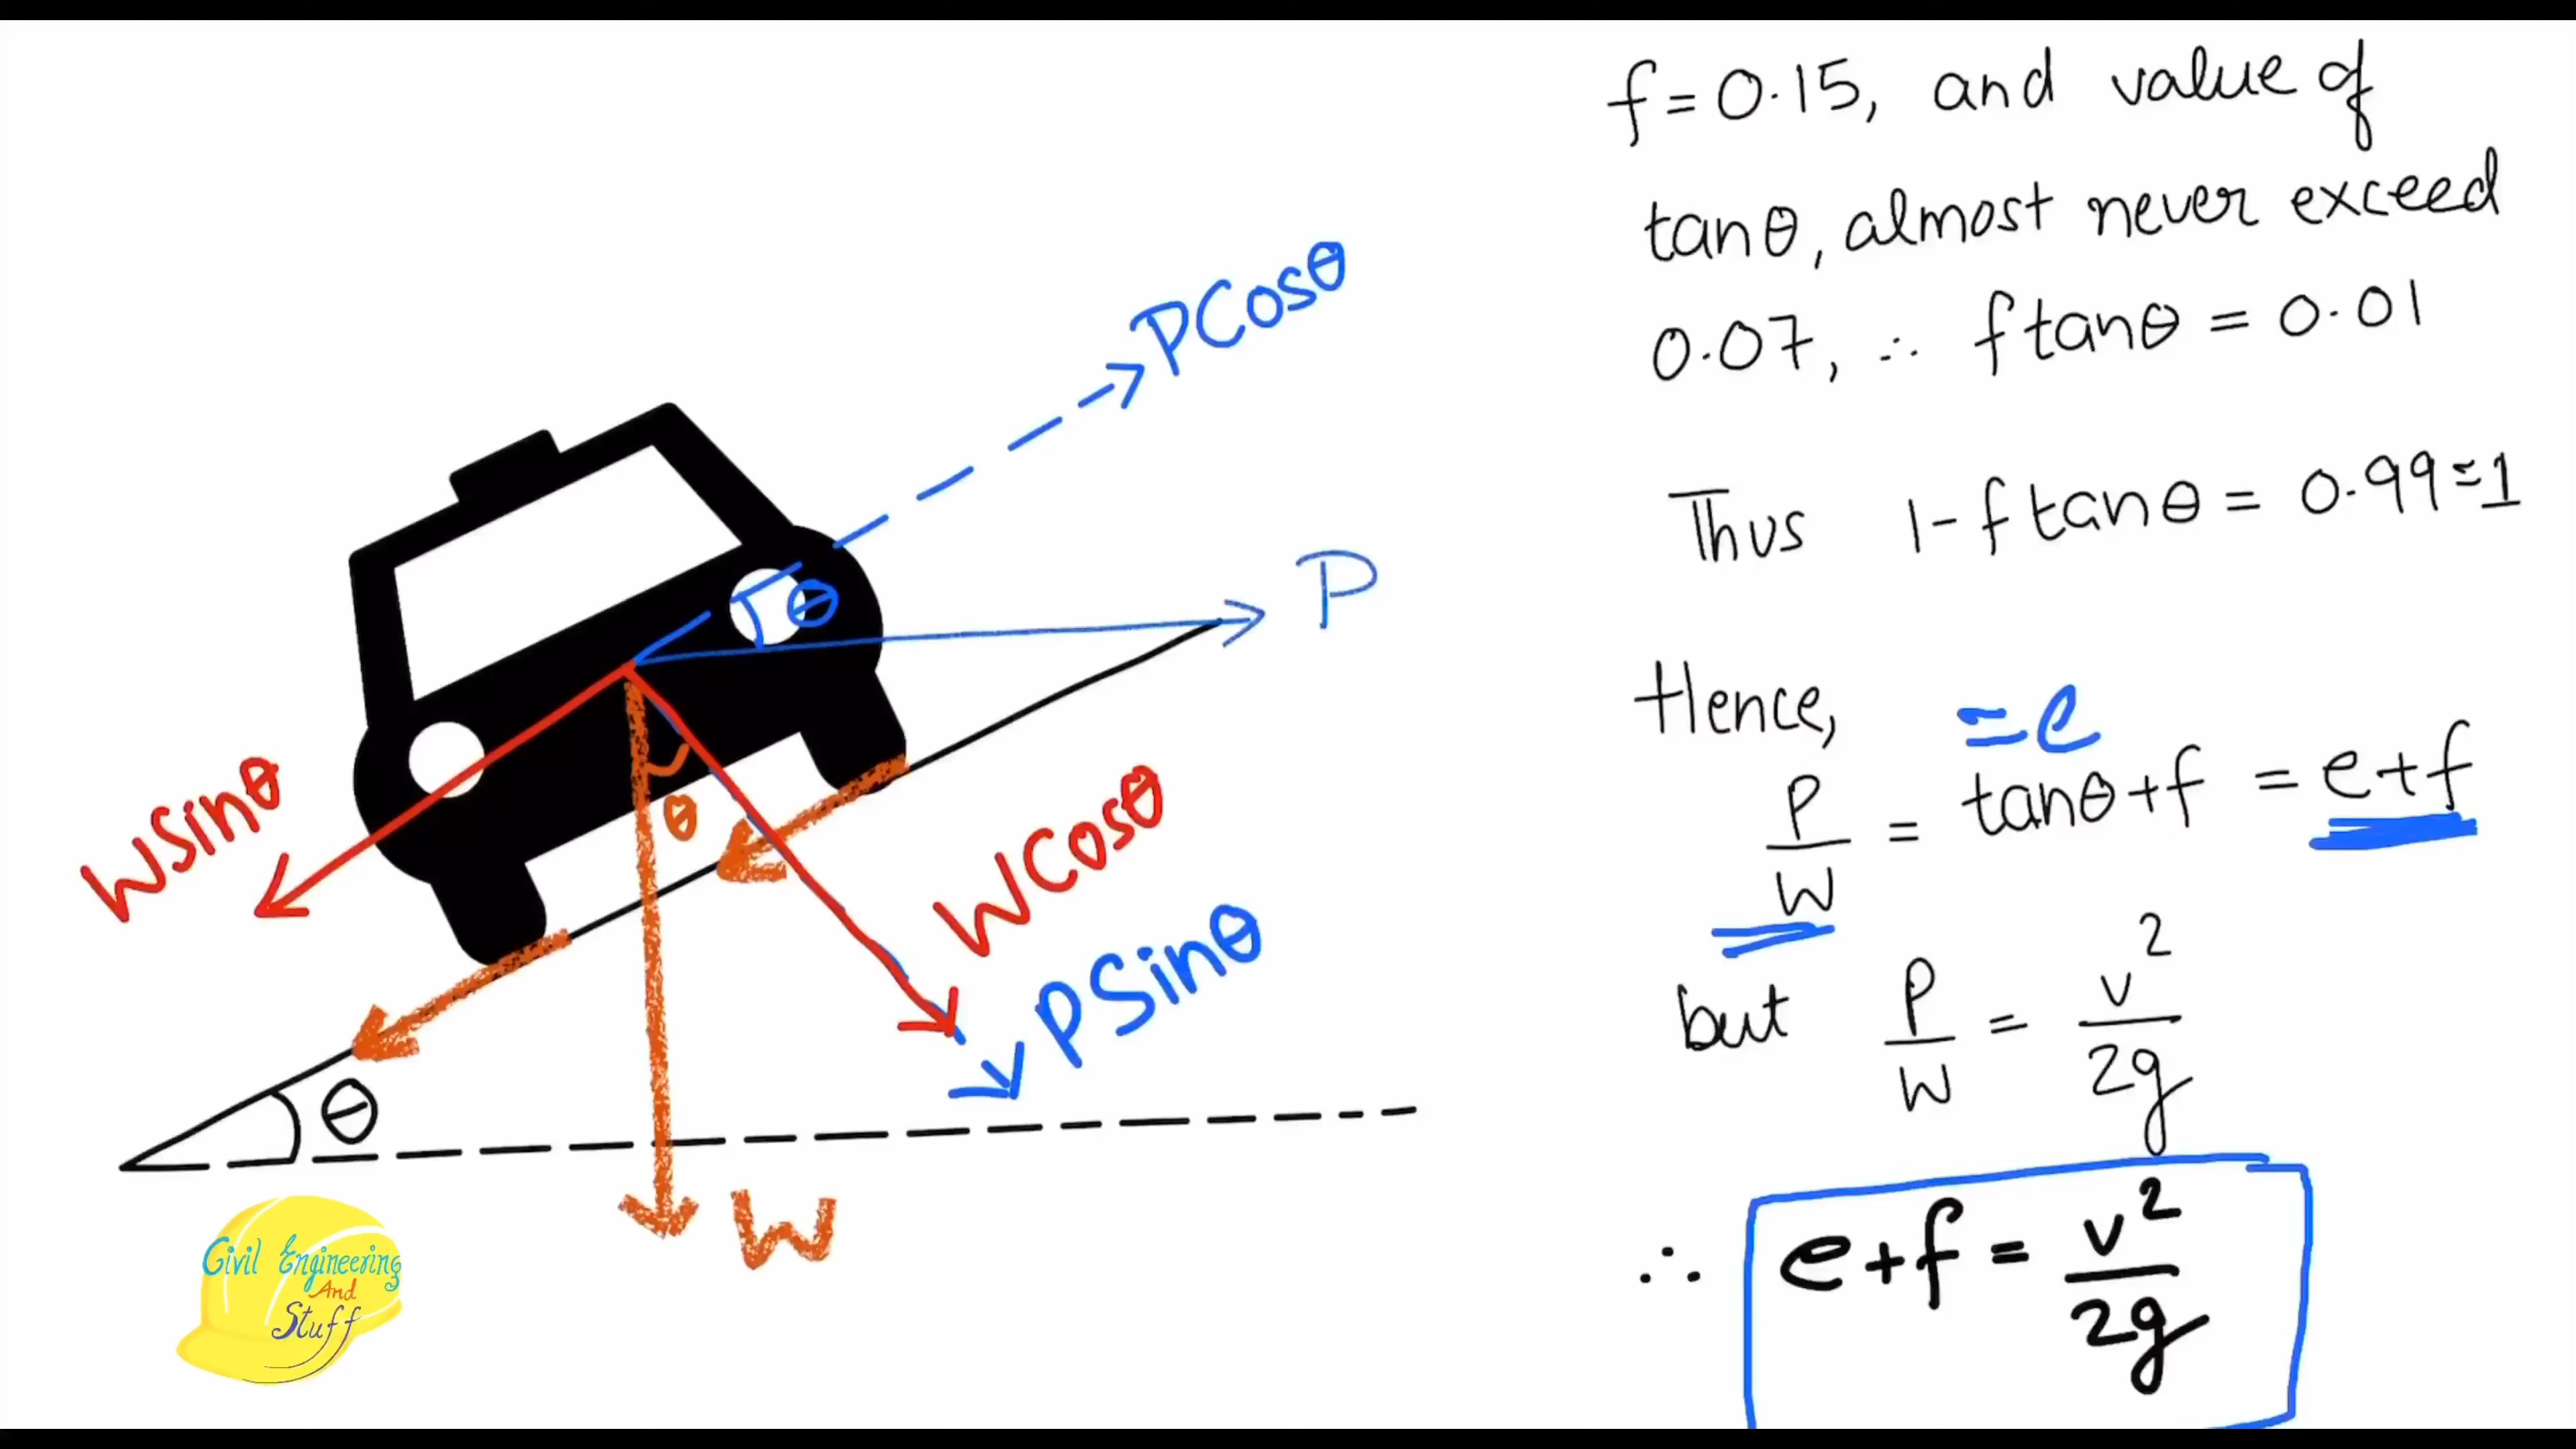 f = 0.15, and value of
tanθ, almost never exceed
0.07, ∴ f tanθ = 0.01
Thus 1 - f tanθ = 0.99 ≈ 1
Hence,
= e
P/W = tanθ + f = e + f
but P/W = v²/2g
∴ e + f = v²/2g
PCosθ
θ
P
WSinθ
θ
WCosθ
PSinθ
θ
W
Civil Engineering
And
Stuff